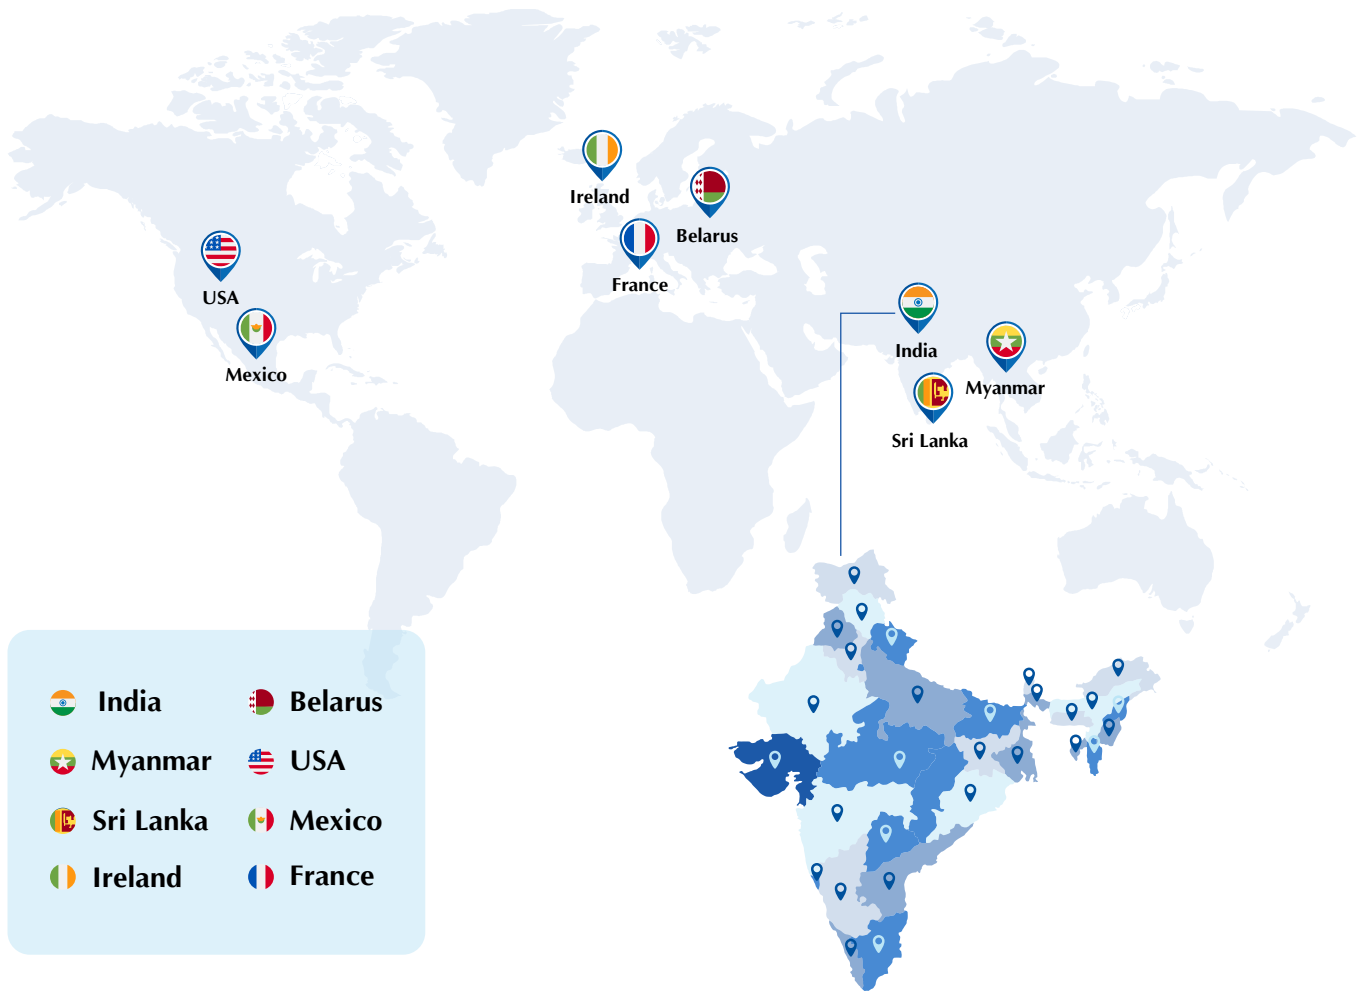 Ireland
Belarus
France
USA
Mexico
India
Myanmar
Sri Lanka
India
Belarus
Myanmar
USA
Sri Lanka
Mexico
Ireland
France